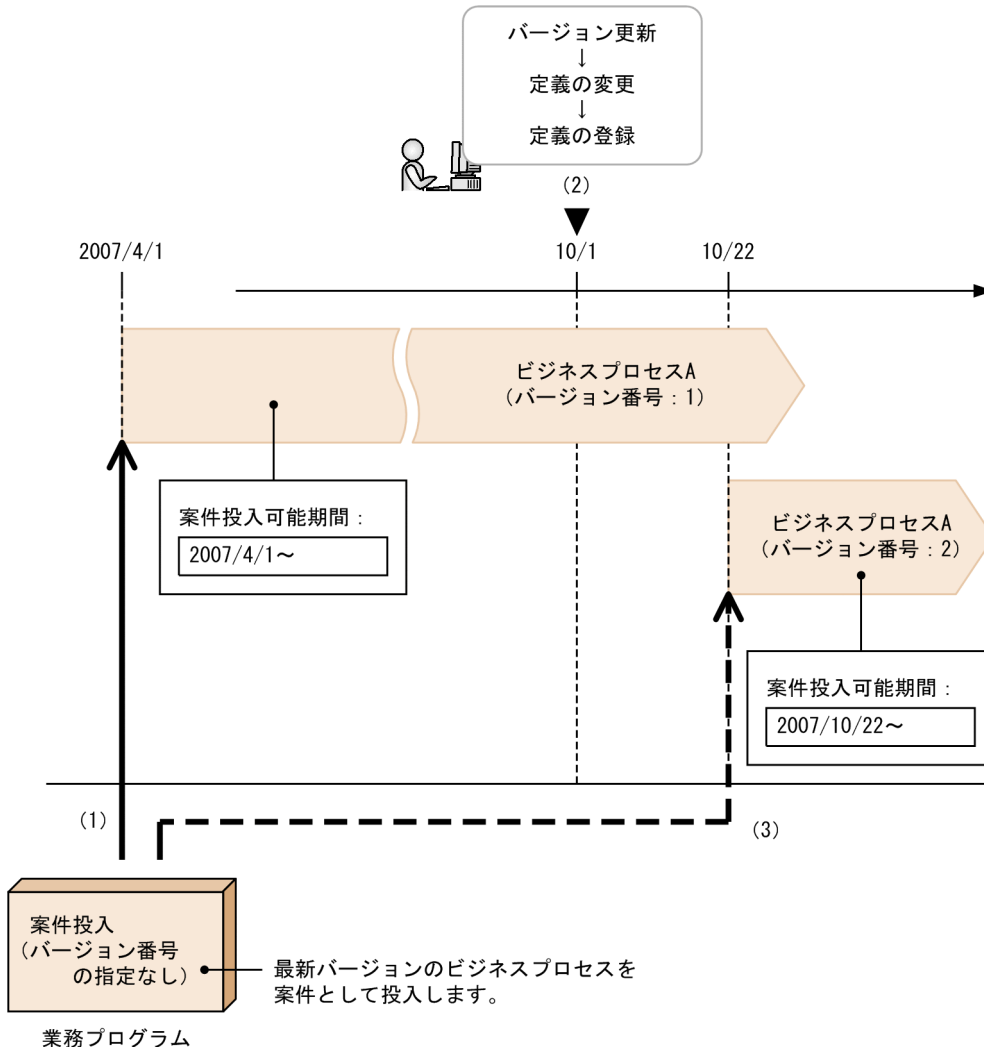 バージョン更新
↓
定義の変更
↓
定義の登録
(2)
2007/4/1
10/1
10/22
ビジネスプロセスA
(バージョン番号：1)
案件投入可能期間：
2007/4/1～
ビジネスプロセスA
(バージョン番号：2)
案件投入可能期間：
2007/10/22～
(1)
(3)
案件投入
(バージョン番号
の指定なし)
最新バージョンのビジネスプロセスを
案件として投入します。
業務プログラム